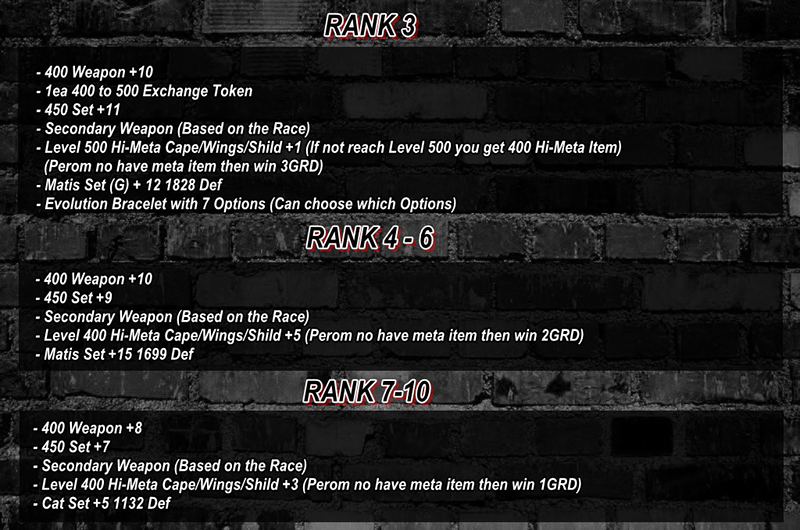 RANK 3
- 400 Weapon +10
- 1ea 400 to 500 Exchange Token
- 450 Set +11
- Secondary Weapon (Based on the Race)
- Level 500 Hi-Meta Cape/Wings/Shild +1 (If not reach Level 500 you get 400 Hi-Meta Item)
(Perom no have meta item then win 3GRD)
- Matis Set (G) + 12 1828 Def
- Evolution Bracelet with 7 Options (Can choose which Options)
RANK 4 - 6
- 400 Weapon +10
- 450 Set +9
- Secondary Weapon (Based on the Race)
- Level 400 Hi-Meta Cape/Wings/Shild +5 (Perom no have meta item then win 2GRD)
- Matis Set +15 1699 Def
RANK 7-10
- 400 Weapon +8
- 450 Set +7
- Secondary Weapon (Based on the Race)
- Level 400 Hi-Meta Cape/Wings/Shild +3 (Perom no have meta item then win 1GRD)
- Cat Set +5 1132 Def